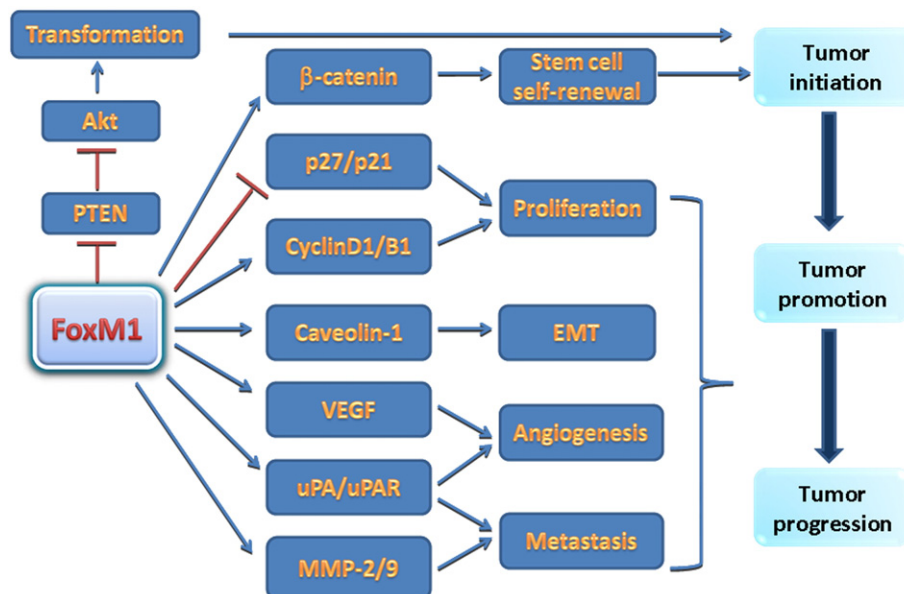 Transformation
Akt
PTEN
FoxM1
β-catenin
Stem cell
self-renewal
p27/p21
CyclinD1/B1
Proliferation
Caveolin-1
EMT
VEGF
Angiogenesis
uPA/uPAR
MMP-2/9
Metastasis
Tumor
initiation
Tumor
promotion
Tumor
progression